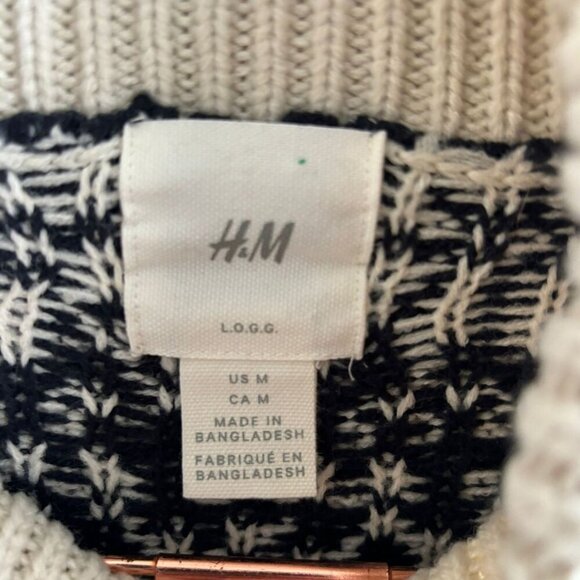 H&M
L.O.G.G.
US M
CA M
MADE IN
BANGLADESH
FABRIQUÉ EN
BANGLADESH